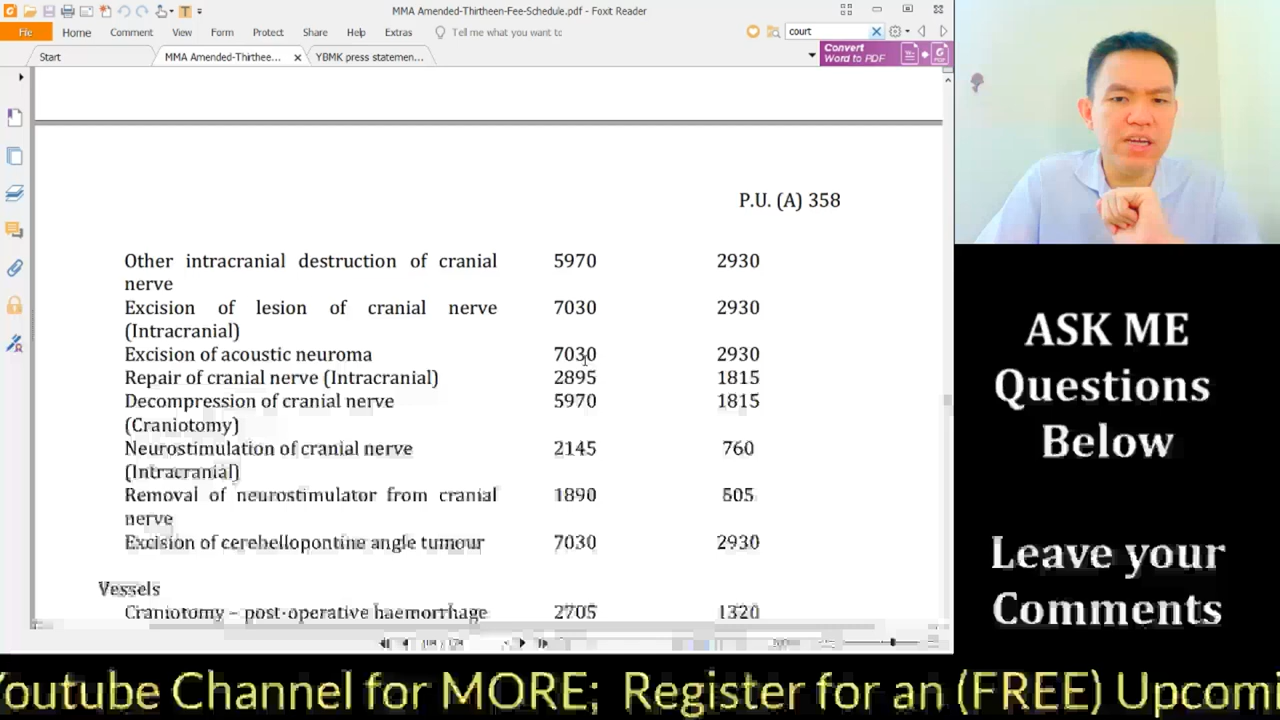 MMA Amended-Thirtheen-Fee-Schedule.pdf - Foxit Reader
File Home Comment View Form Protect Share Help Extras Tell me what you want to court
Start MMA Amended-Thirthee... YBMK press statemen...
Convert
Word to PDF
P.U. (A) 358
Other intracranial destruction of cranial 5970 2930
nerve
Excision of lesion of cranial nerve 7030 2930
(Intracranial)
Excision of acoustic neuroma 7030 2930
Repair of cranial nerve (Intracranial) 2895 1815
Decompression of cranial nerve 5970 1815
(Craniotomy)
Neurostimulation of cranial nerve 2145 760
(Intracranial)
Removal of neurostimulator from cranial 1890 505
nerve
Excision of cerebellopontine angle tumour 7030 2930
Vessels
Craniotomy – post-operative haemorrhage 2705 1320
ASK ME
Questions
Below
Leave your
Comments
Youtube Channel for MORE; Register for an (FREE) Upcomi